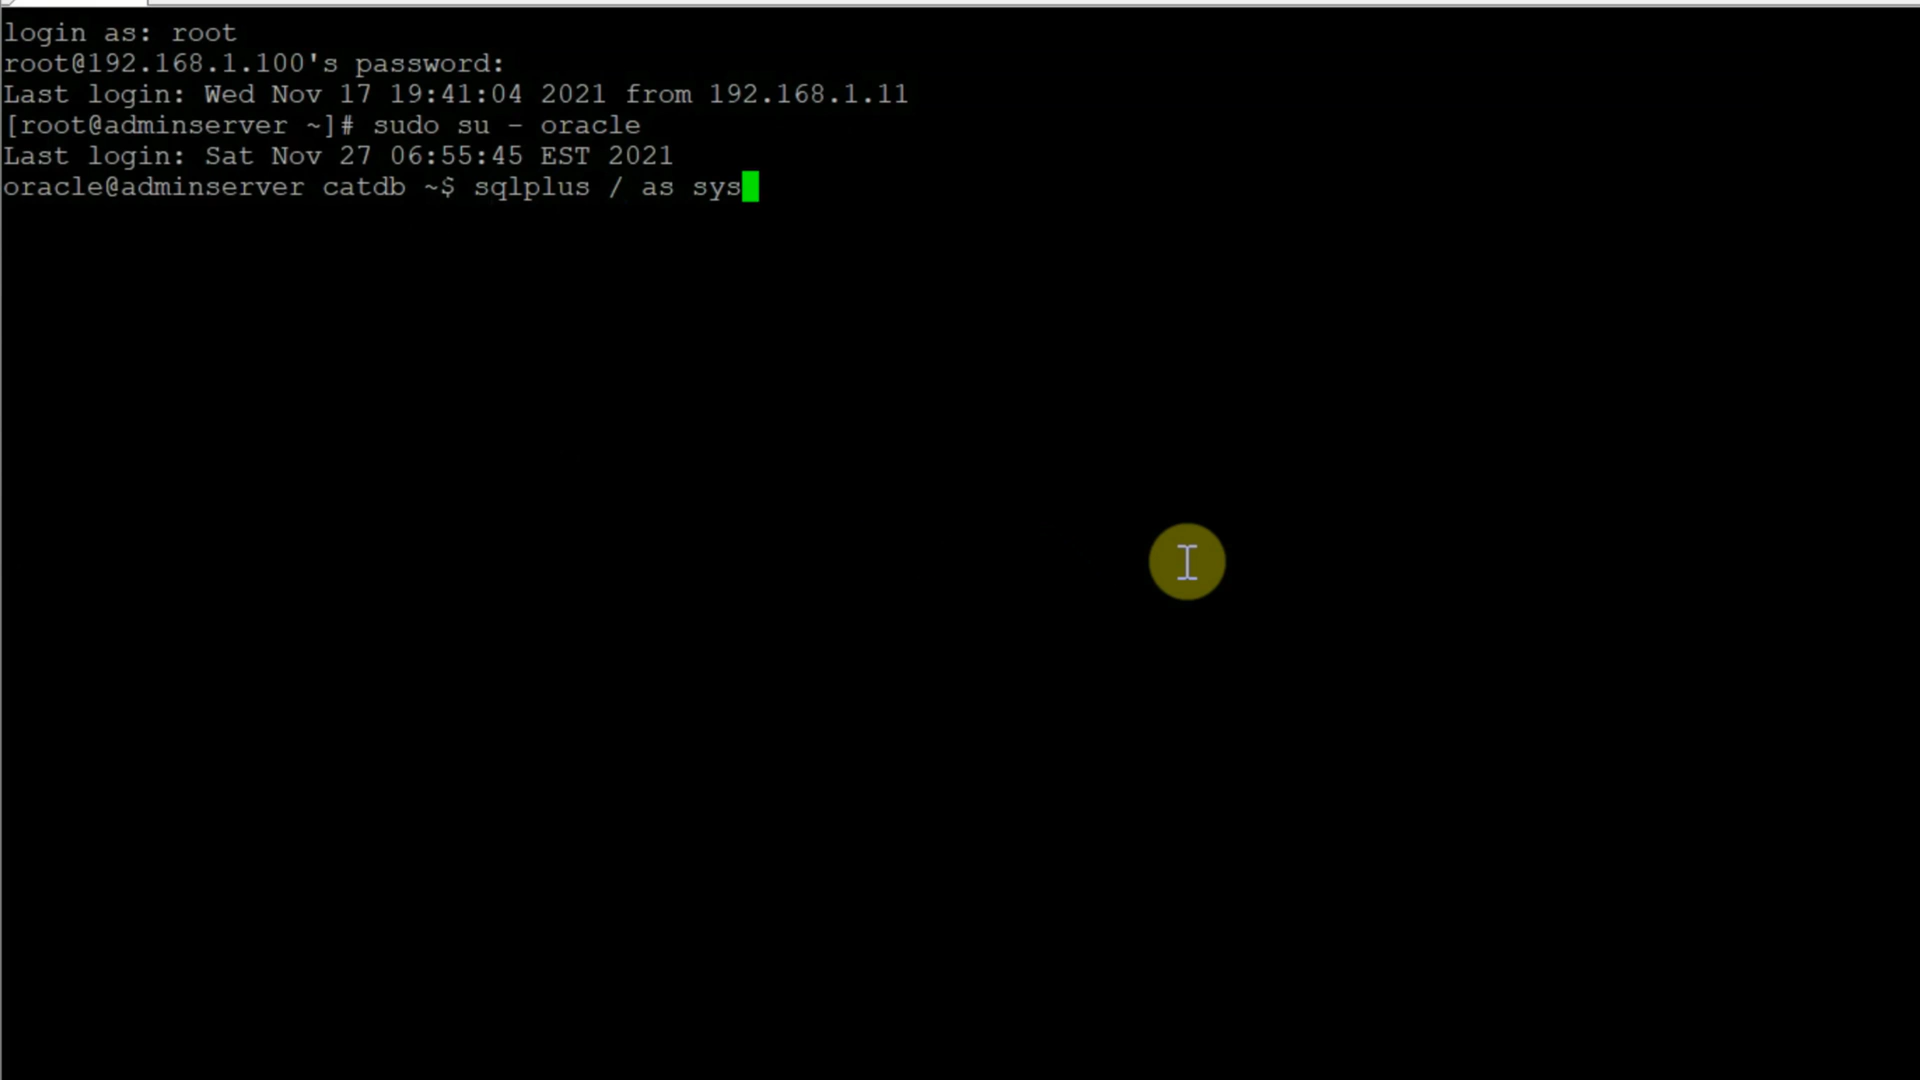 login as: root
root@192.168.1.100's password:
Last login: Wed Nov 17 19:41:04 2021 from 192.168.1.11
[root@adminserver ~]# sudo su - oracle
Last login: Sat Nov 27 06:55:45 EST 2021
oracle@adminserver catdb ~$ sqlplus / as sys